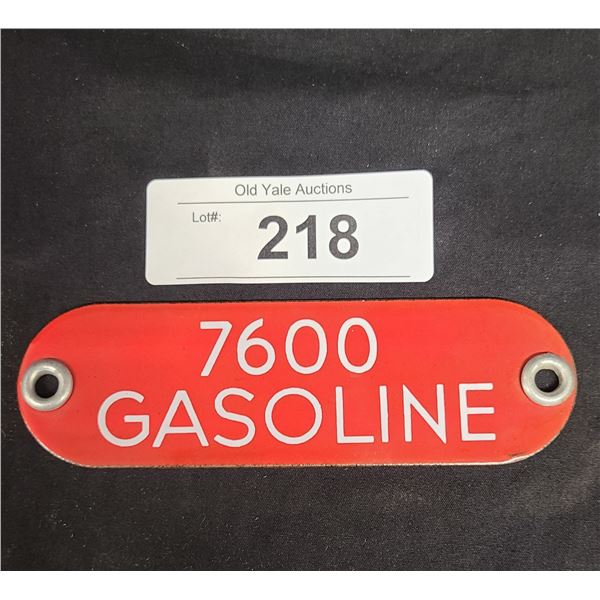 Old Yale Auctions
Lot#:
218
7600
GASOLINE